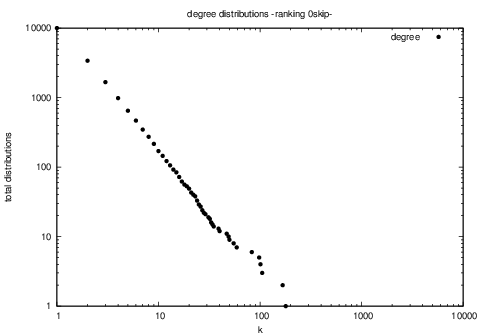 degree distributions -ranking 0skip-
10000
degree
1000
total distributions
100
10
1
1 10 100 1000 10000
k